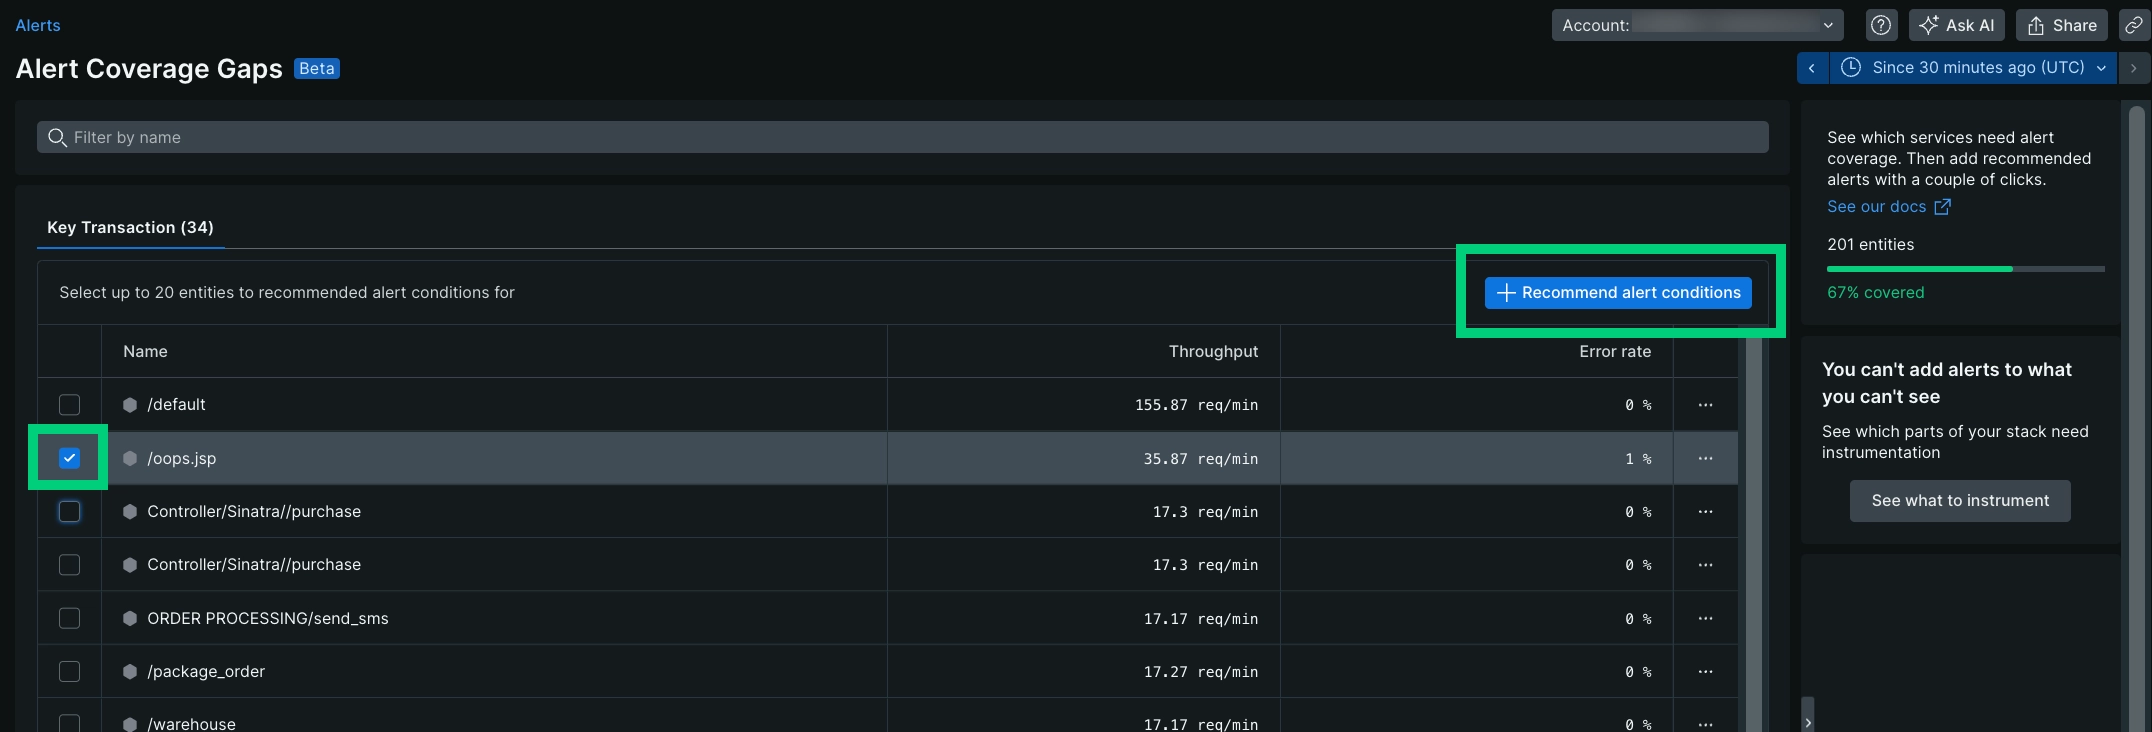 Alerts
Account:
Ask AI
Share
Alert Coverage Gaps Beta
Since 30 minutes ago (UTC)
Filter by name
Key Transaction (34)
Select up to 20 entities to recommended alert conditions for
Recommend alert conditions
Name Throughput Error rate
/default 155.87 req/min 0 % ...
/oops.jsp 35.87 req/min 1 % ...
Controller/Sinatra//purchase 17.3 req/min 0 % ...
Controller/Sinatra//purchase 17.3 req/min 0 % ...
ORDER PROCESSING/send_sms 17.17 req/min 0 % ...
/package_order 17.27 req/min 0 % ...
/warehouse 17.17 req/min 0 % ...
See which services need alert
coverage. Then add recommended
alerts with a couple of clicks.
See our docs
201 entities
67% covered
You can't add alerts to what
you can't see
See which parts of your stack need
instrumentation
See what to instrument